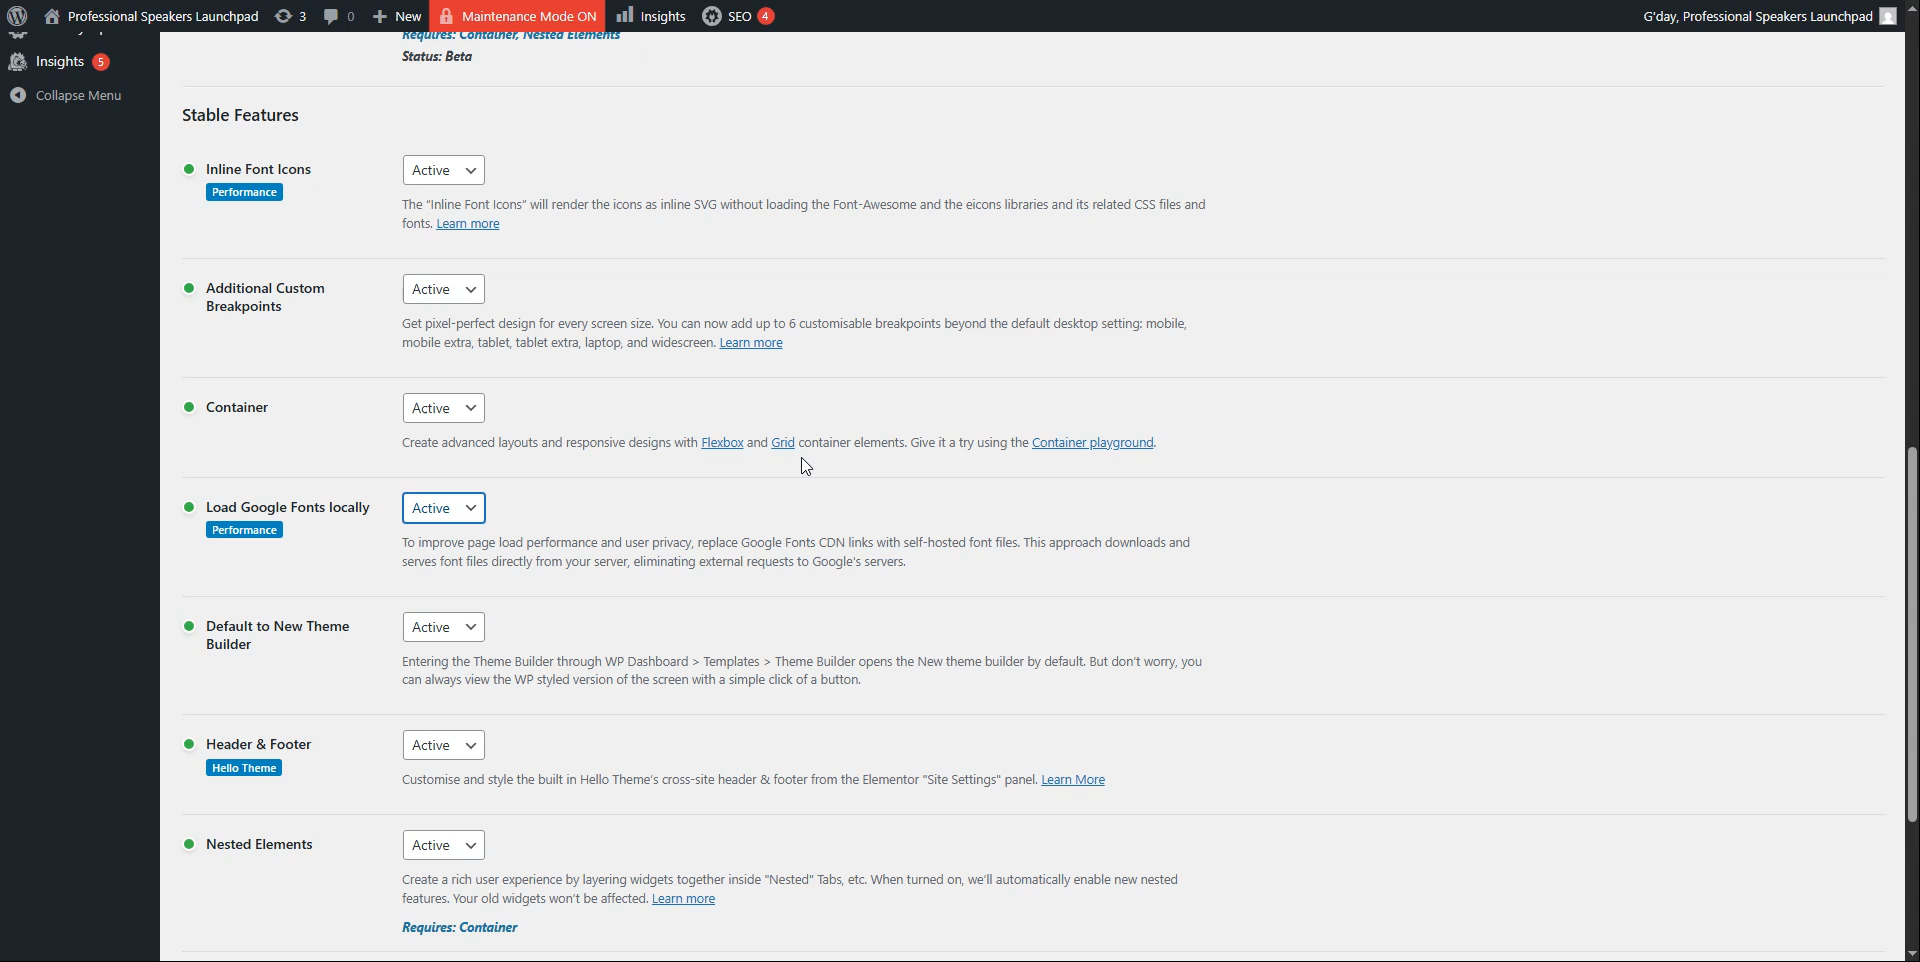 Professional Speakers Launchpad 3 0 New Maintenance Mode ON Insights SEO 4 G'day, Professional Speakers Launchpad
Insights 5
Collapse Menu
Requires: Container, Nested Elements
Status: Beta
Stable Features
Inline Font Icons
Performance
Active
The "Inline Font Icons" will render the icons as inline SVG without loading the Font-Awesome and the eicons libraries and its related CSS files and
fonts. Learn more
Additional Custom
Breakpoints
Active
Get pixel-perfect design for every screen size. You can now add up to 6 customisable breakpoints beyond the default desktop setting: mobile,
mobile extra, tablet, tablet extra, laptop, and widescreen. Learn more
Container
Active
Create advanced layouts and responsive designs with Flexbox and Grid container elements. Give it a try using the Container playground.
Load Google Fonts locally
Performance
Active
To improve page load performance and user privacy, replace Google Fonts CDN links with self-hosted font files. This approach downloads and
serves font files directly from your server, eliminating external requests to Google's servers.
Default to New Theme
Builder
Active
Entering the Theme Builder through WP Dashboard > Templates > Theme Builder opens the New theme builder by default. But don't worry, you
can always view the WP styled version of the screen with a simple click of a button.
Header & Footer
Hello Theme
Active
Customise and style the built in Hello Theme's cross-site header & footer from the Elementor "Site Settings" panel. Learn More
Nested Elements
Active
Create a rich user experience by layering widgets together inside "Nested" Tabs, etc. When turned on, we'll automatically enable new nested
features. Your old widgets won't be affected. Learn more
Requires: Container